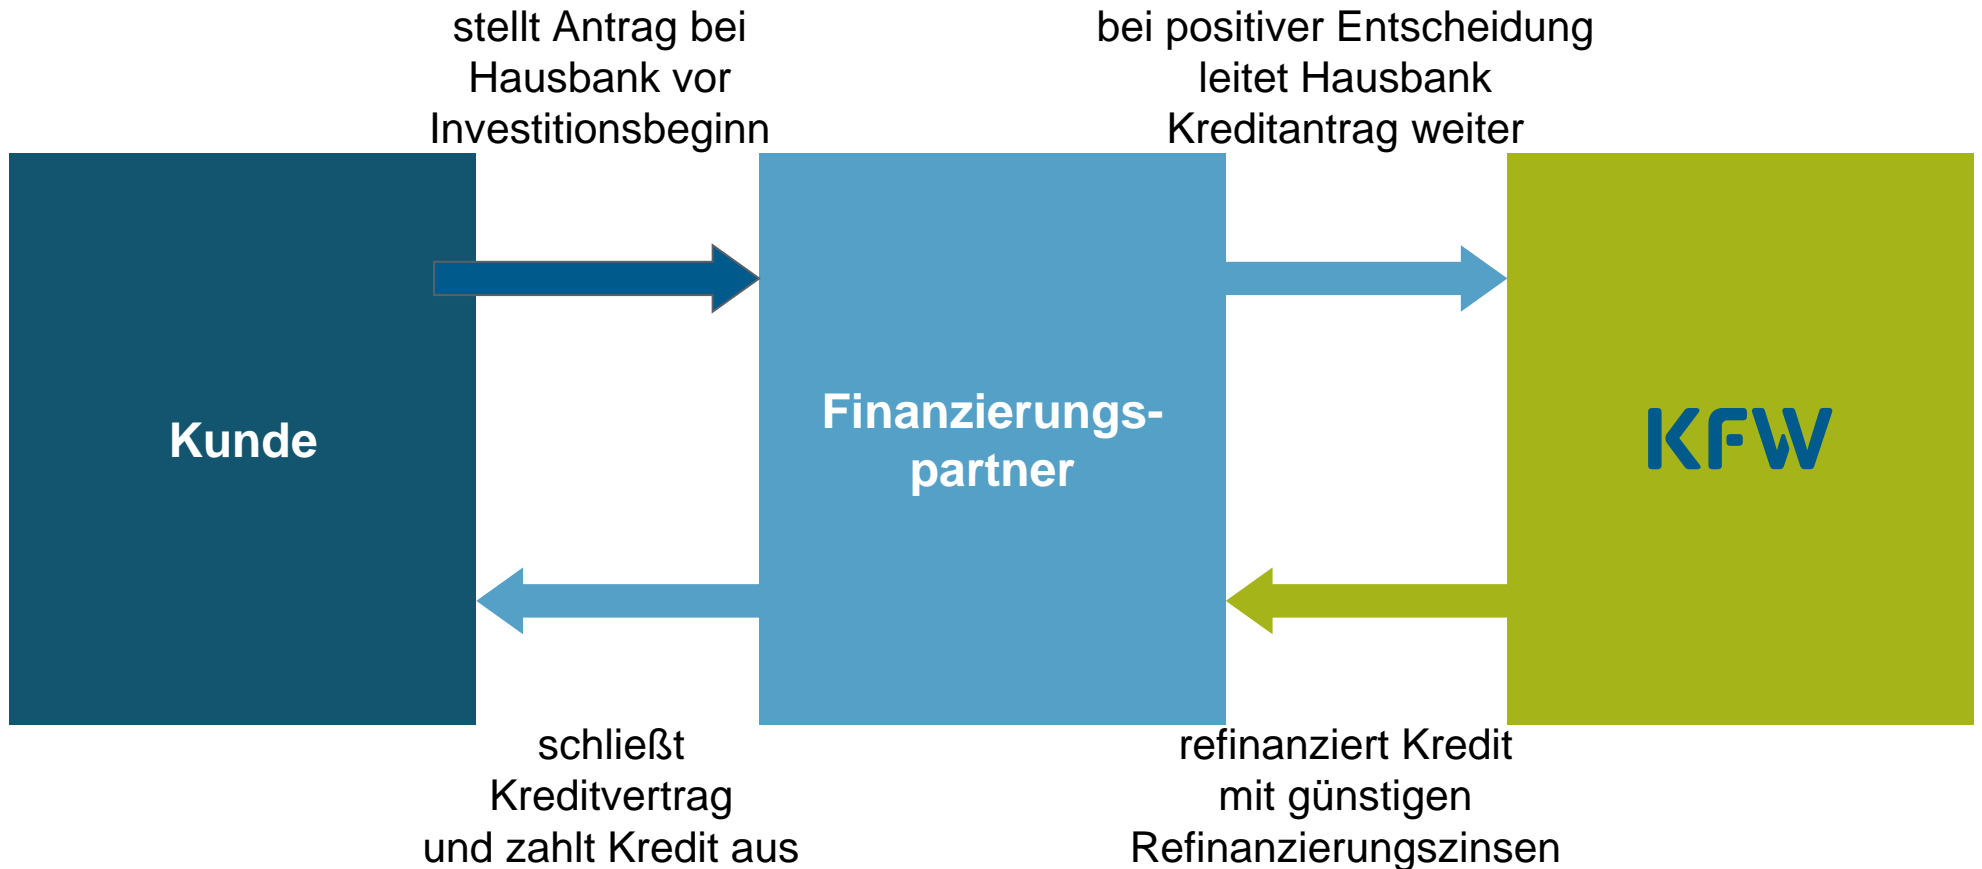 stellt Antrag bei
Hausbank vor
Investitionsbeginn
bei positiver Entscheidung
leitet Hausbank
Kreditantrag weiter
Kunde
Finanzierungs-
partner
KFW
schließt
Kreditvertrag
und zahlt Kredit aus
refinanziert Kredit
mit günstigen
Refinanzierungszinsen